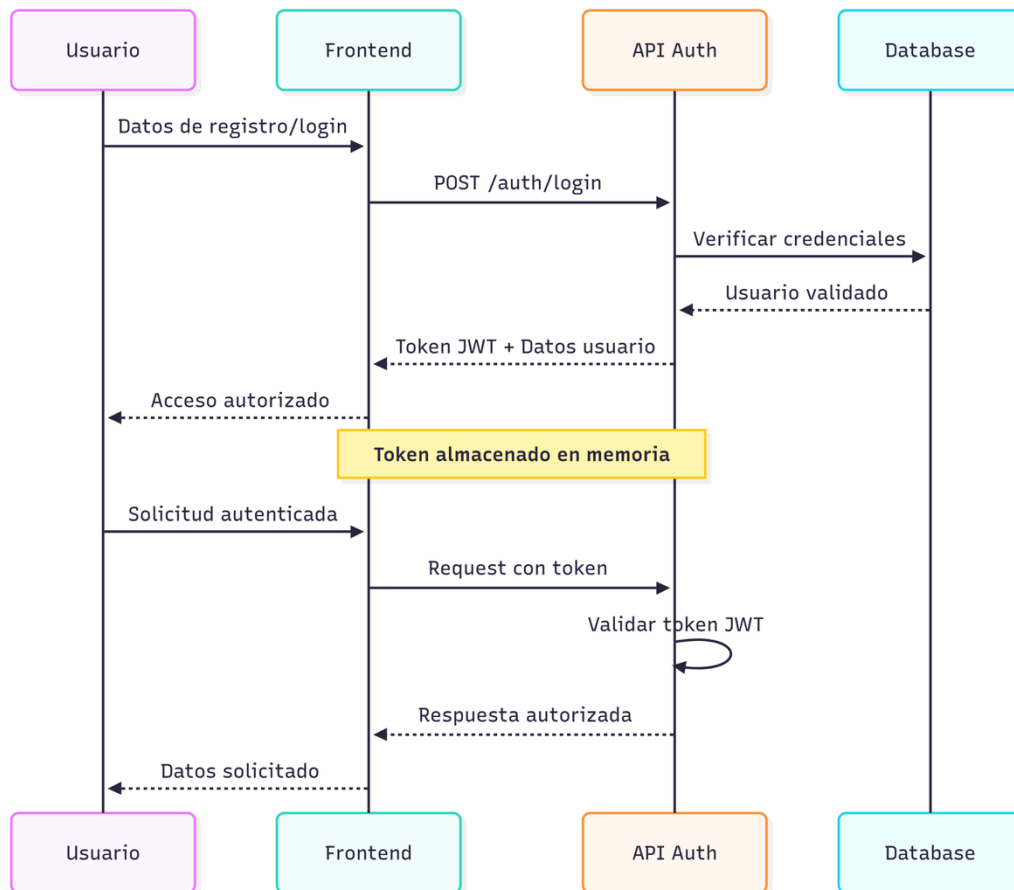 Usuario
Frontend
API Auth
Database
Datos de registro/login
POST /auth/login
Verificar credenciales
Usuario validado
Token JWT + Datos usuario
Acceso autorizado
Token almacenado en memoria
Solicitud autenticada
Request con token
Validar token JWT
Respuesta autorizada
Datos solicitado
Usuario
Frontend
API Auth
Database